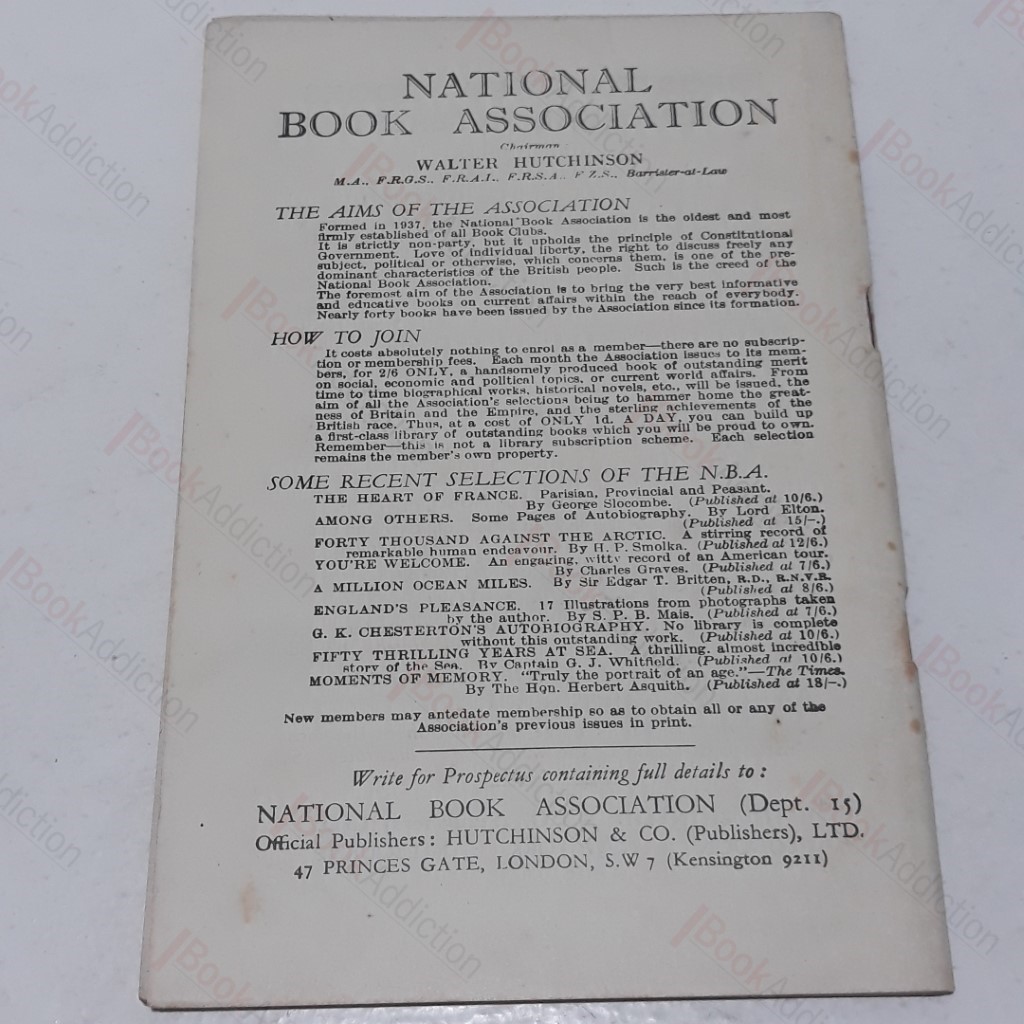 NATIONAL
BOOK ASSOCIATION
Chairman
WALTER HUTCHINSON
M.A., F.R.G.S., F.R.A.I., F.R.S.A., F.Z.S., Barrister-at-Law
THE AIMS OF THE ASSOCIATION
Formed in 1937, the National Book Association is the oldest and most
firmly established of all Book Clubs.
It is strictly non-party, but it upholds the principle of Constitutional
Government. Love of individual liberty, the right to discuss freely any
subject, political or otherwise, which concerns them, is one of the pre-
dominant characteristics of the British people. Such is the creed of the
National Book Association.
The foremost aim of the Association is to bring the very best informative
and educative books on current affairs within the reach of everybody.
Nearly forty books have been issued by the Association since its formation.
HOW TO JOIN
It costs absolutely nothing to enrol as a member—there are no subscrip-
tion or membership fees. Each month the Association issues to its mem-
bers, for 2/6 ONLY, a handsomely produced book of outstanding merit
on social, economic and political topics, or current world affairs. From
time to time biographical works, historical novels, etc., will be issued, the
aim of all the Association's selections being to hammer home the great-
ness of Britain and the Empire, and the sterling achievements of the
British race. Thus, at a cost of ONLY 1d. A DAY, you can build up
a first-class library of outstanding books which you will be proud to own.
Remember—this is not a library subscription scheme. Each selection
remains the member's own property.
SOME RECENT SELECTIONS OF THE N.B.A.
THE HEART OF FRANCE. Parisian, Provincial and Peasant.
By George Slocombe. (Published at 10/6.)
AMONG OTHERS. Some Pages of Autobiography. By Lord Elton.
(Published at 15/-.)
FORTY THOUSAND AGAINST THE ARCTIC. A stirring record of
remarkable human endeavour. By H. P. Smolka. (Published at 12/6.)
YOU'RE WELCOME. An engaging, witty record of an American tour.
By Charles Graves. (Published at 7/6.)
A MILLION OCEAN MILES. By Sir Edgar T. Britten, R.D., R.N.V.R.
(Published at 8/6.)
ENGLAND'S PLEASANCE. 17 Illustrations from photographs taken
by the author. By S. P. B. Mais. (Published at 7/6.)
G. K. CHESTERTON'S AUTOBIOGRAPHY. No library is complete
without this outstanding work. (Published at 10/6.)
FIFTY THRILLING YEARS AT SEA. A thrilling, almost incredible
story of the Sea. By Captain G. J. Whitfield. (Published at 10/6.)
MOMENTS OF MEMORY. "Truly the portrait of an age."—The Times.
By The Hon. Herbert Asquith. (Published at 18/-.)
New members may antedate membership so as to obtain all or any of the
Association's previous issues in print.
Write for Prospectus containing full details to:
NATIONAL BOOK ASSOCIATION (Dept. 15)
Official Publishers: HUTCHINSON & CO. (Publishers), LTD.
47 PRINCES GATE, LONDON, S.W 7 (Kensington 9211)
BookAddiction